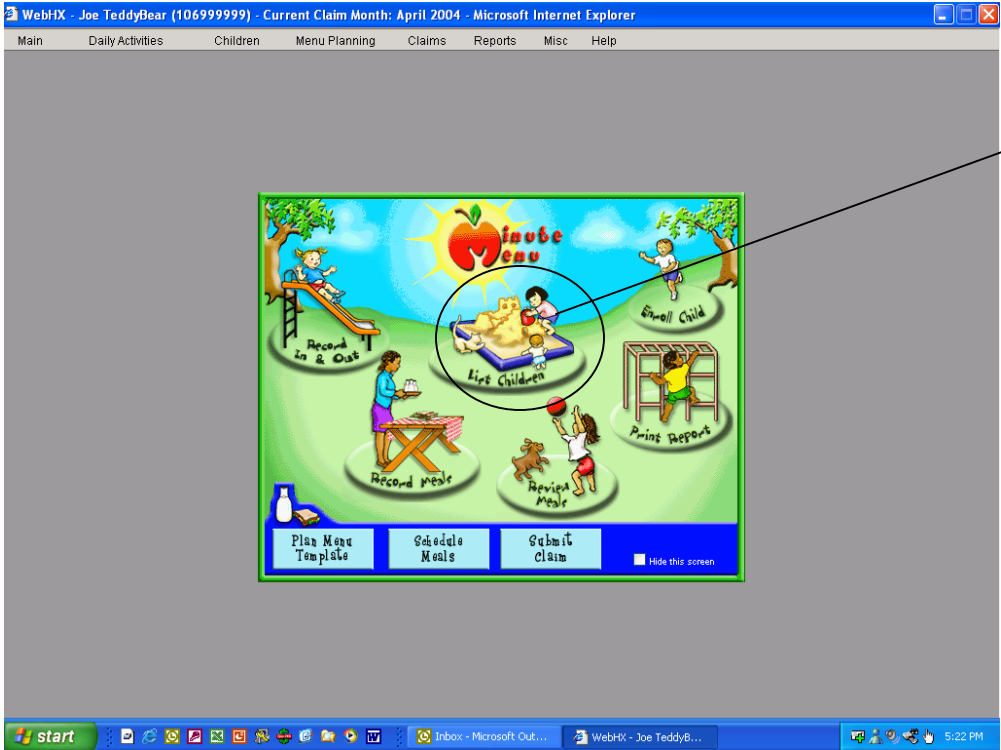 WebHX - Joe TeddyBear (106999999) - Current Claim Month: April 2004 - Microsoft Internet Explorer
Main Daily Activities Children Menu Planning Claims Reports Misc Help
Minute
Menu
Enroll Child
Record
In & Out
List Children
Print Report
Record Meals
Review
Meals
Plan Menu
Template
Schedule
Meals
Submit
Claim
Hide this screen
start
Inbox - Microsoft Out...
WebHX - Joe TeddyB...
5:22 PM